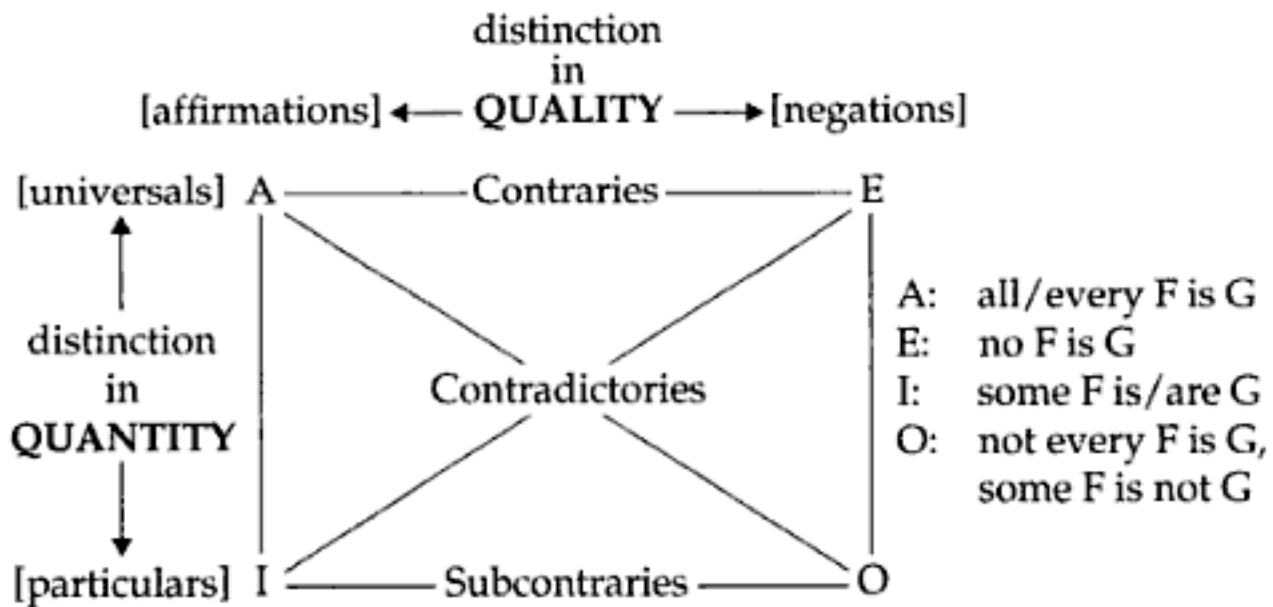 distinction
in
[affirmations] QUALITY [negations]
[universals] A Contraries E
distinction
in
QUANTITY
Contradictories
A: all/every F is G
E: no F is G
I: some F is/are G
O: not every F is G,
some F is not G
[particulars] I Subcontraries O